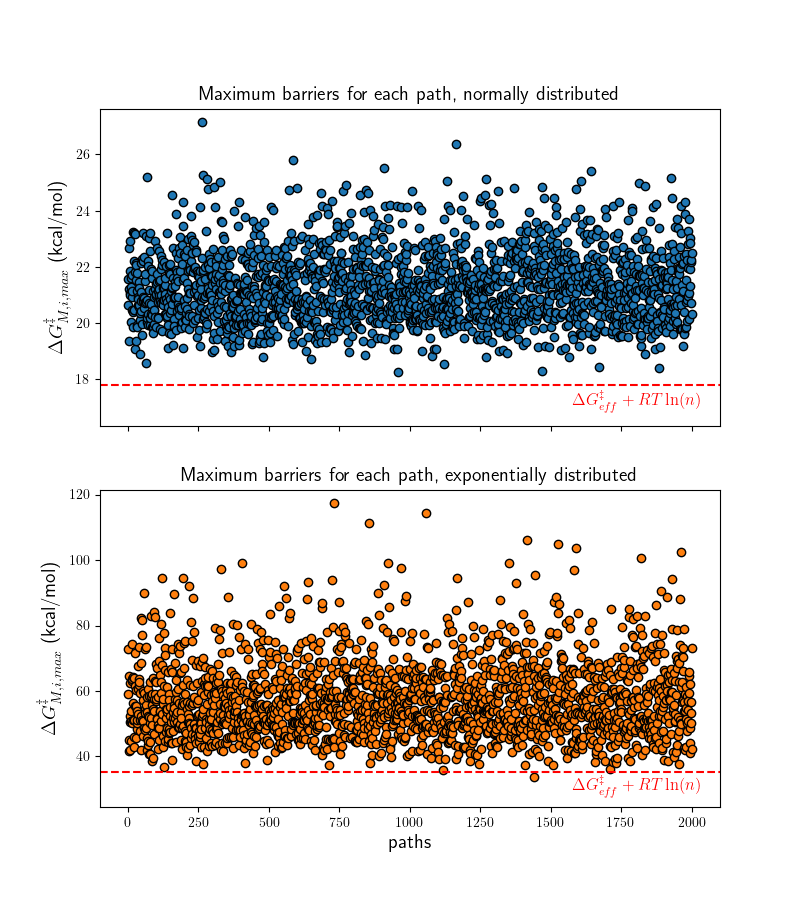 Maximum barriers for each path, normally distributed
26
24
22
20
18
ΔG‡M,i,max (kcal/mol)
ΔG‡eff + RT ln(n)
Maximum barriers for each path, exponentially distributed
120
100
80
60
40
ΔG‡M,i,max (kcal/mol)
ΔG‡eff + RT ln(n)
0 250 500 750 1000 1250 1500 1750 2000
paths